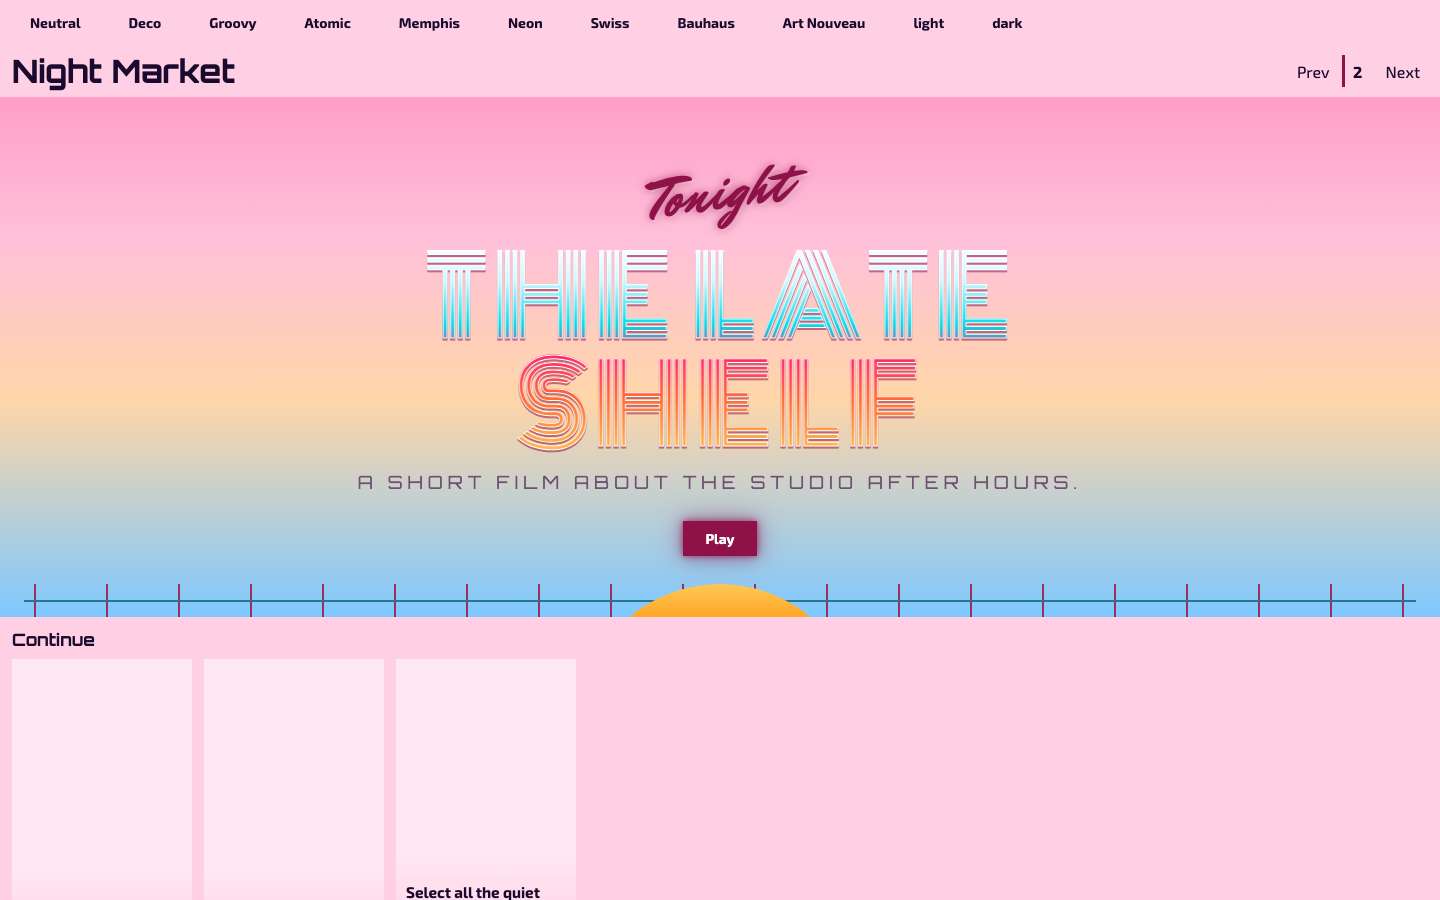 Neutral Deco Groovy Atomic Memphis Neon Swiss Bauhaus Art Nouveau light dark
Night Market
Prev 2 Next
Tonight
THE LATE
SHELF
A SHORT FILM ABOUT THE STUDIO AFTER HOURS.
Play
Continue
Select all the quiet